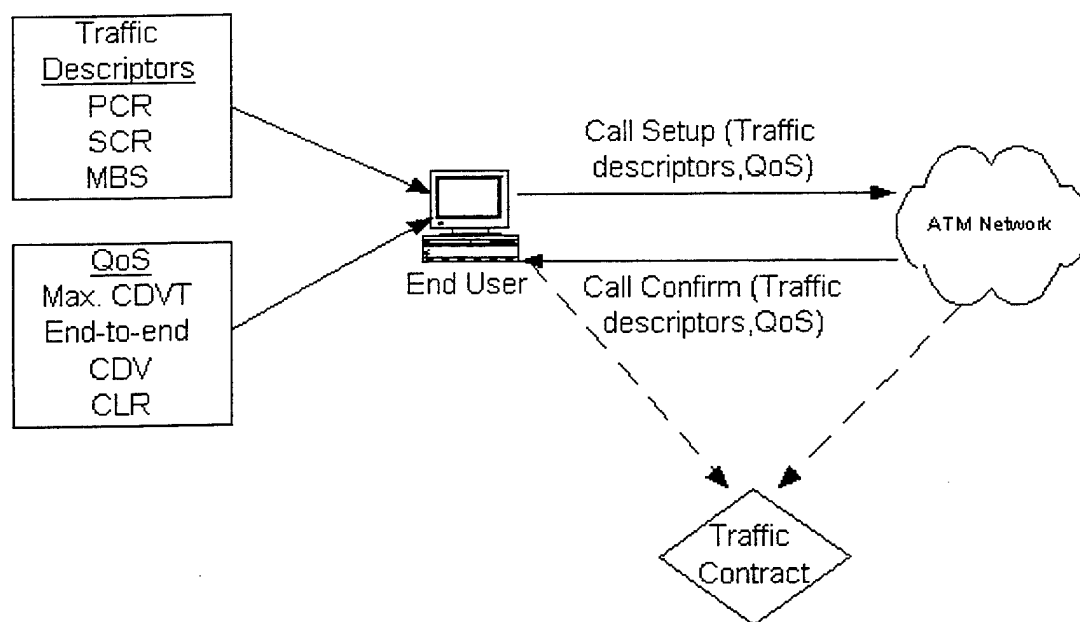 Traffic
Descriptors
PCR
SCR
MBS
QoS
Max. CDVT
End-to-end
CDV
CLR
End User
Call Setup (Traffic
descriptors,QoS)
Call Confirm (Traffic
descriptors,QoS)
ATM Network
Traffic
Contract